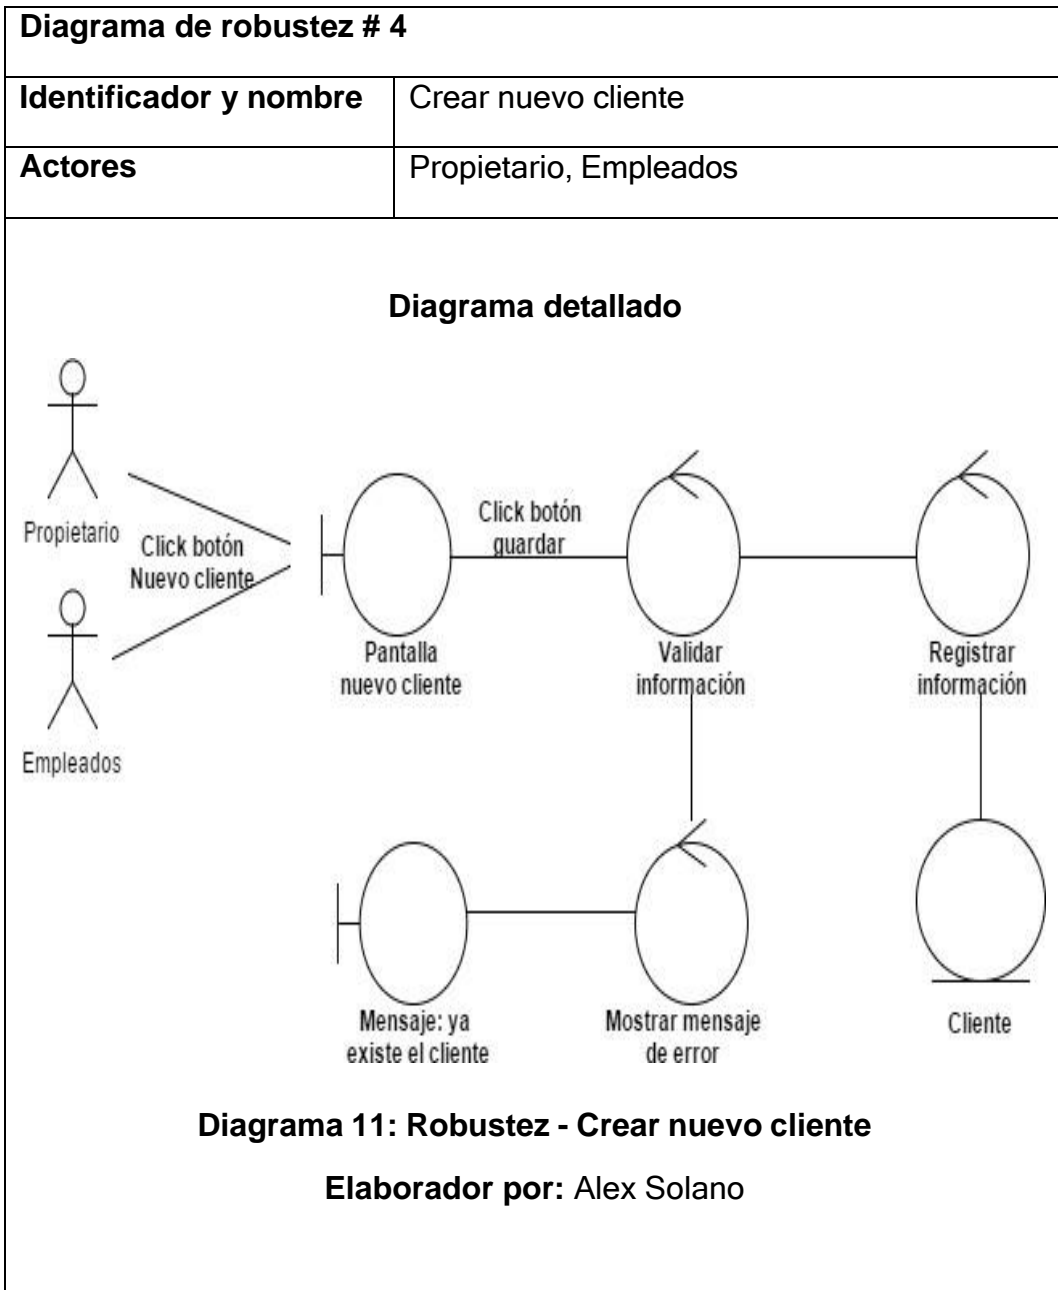 Diagrama de robustez # 4
Identificador y nombre
Crear nuevo cliente
Actores
Propietario, Empleados
Diagrama detallado
Propietario
Click botón
Nuevo cliente
Empleados
Click botón
guardar
Pantalla
nuevo cliente
Validar
información
Registrar
información
Mensaje: ya
existe el cliente
Mostrar mensaje
de error
Cliente
Diagrama 11: Robustez - Crear nuevo cliente
Elaborador por: Alex Solano